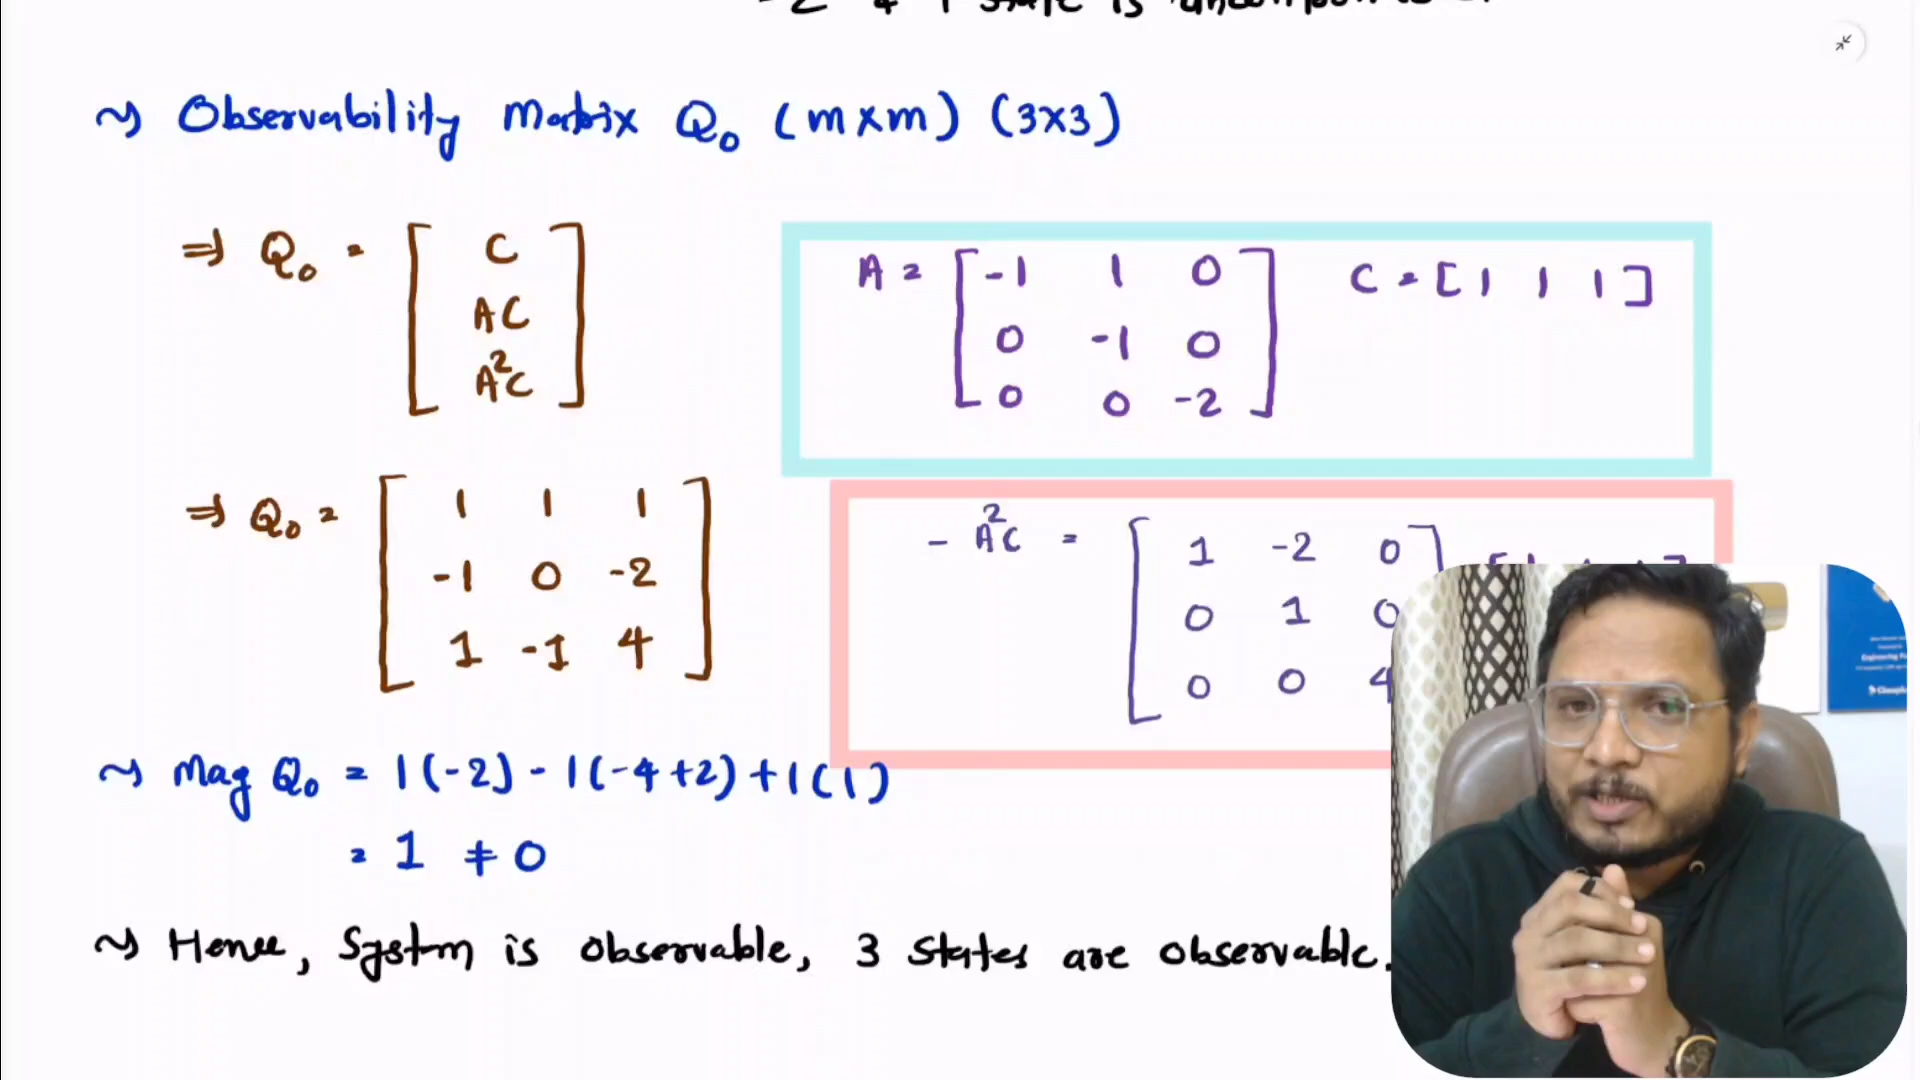 ~> Observability Matrix Q₀ (m×m) (3×3)
⇒ Q₀ = [ C
AC
A²C ]
A = [ -1 1 0
0 -1 0
0 0 -2 ] C = [ 1 1 1 ]
⇒ Q₀ = [ 1 1 1
-1 0 -2
1 -1 4 ]
- A²C = [ 1 -2 0 ]
0 1 0
0 0 4
~> Mag Q₀ = 1(-2) - 1(-4+2) + 1(1)
= 1 ≠ 0
~> Hence, System is observable, 3 states are observable.